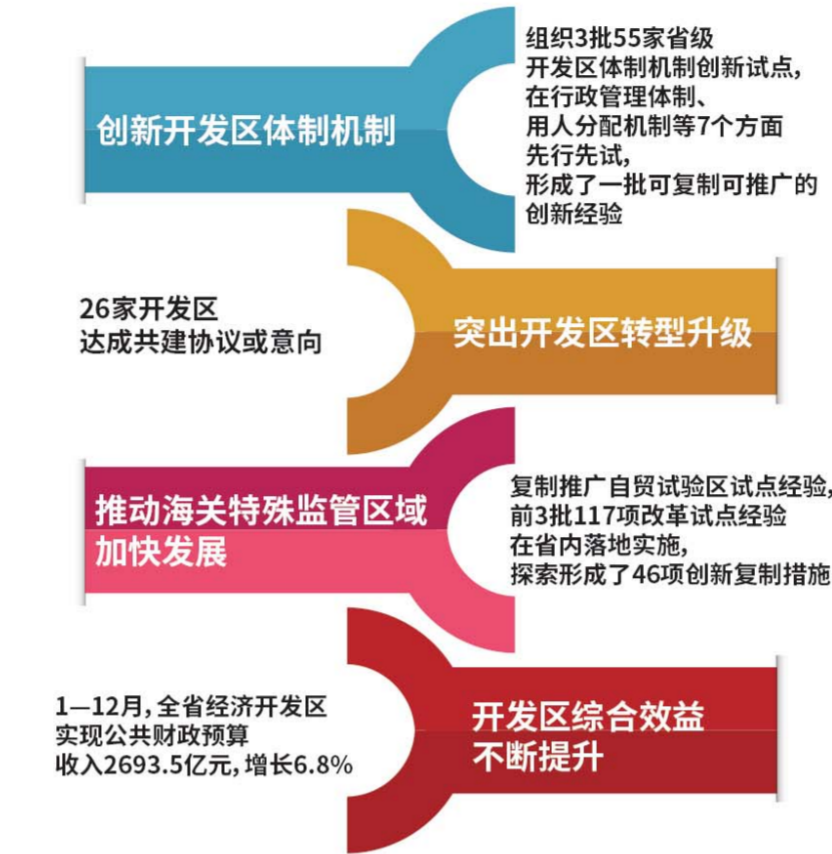 创新开发区体制机制
组织3批55家省级
开发区体制机制创新试点,
在行政管理体制、
用人分配机制等7个方面
先行先试,
形成了一批可复制可推广的
创新经验
26家开发区
达成共建协议或意向
突出开发区转型升级
推动海关特殊监管区域
加快发展
复制推广自贸试验区试点经验,
前3批117项改革试点经验
在省内落地实施,
探索形成了46项创新复制措施
1—12月,全省经济开发区
实现公共财政预算
收入2693.5亿元,增长6.8%
开发区综合效益
不断提升